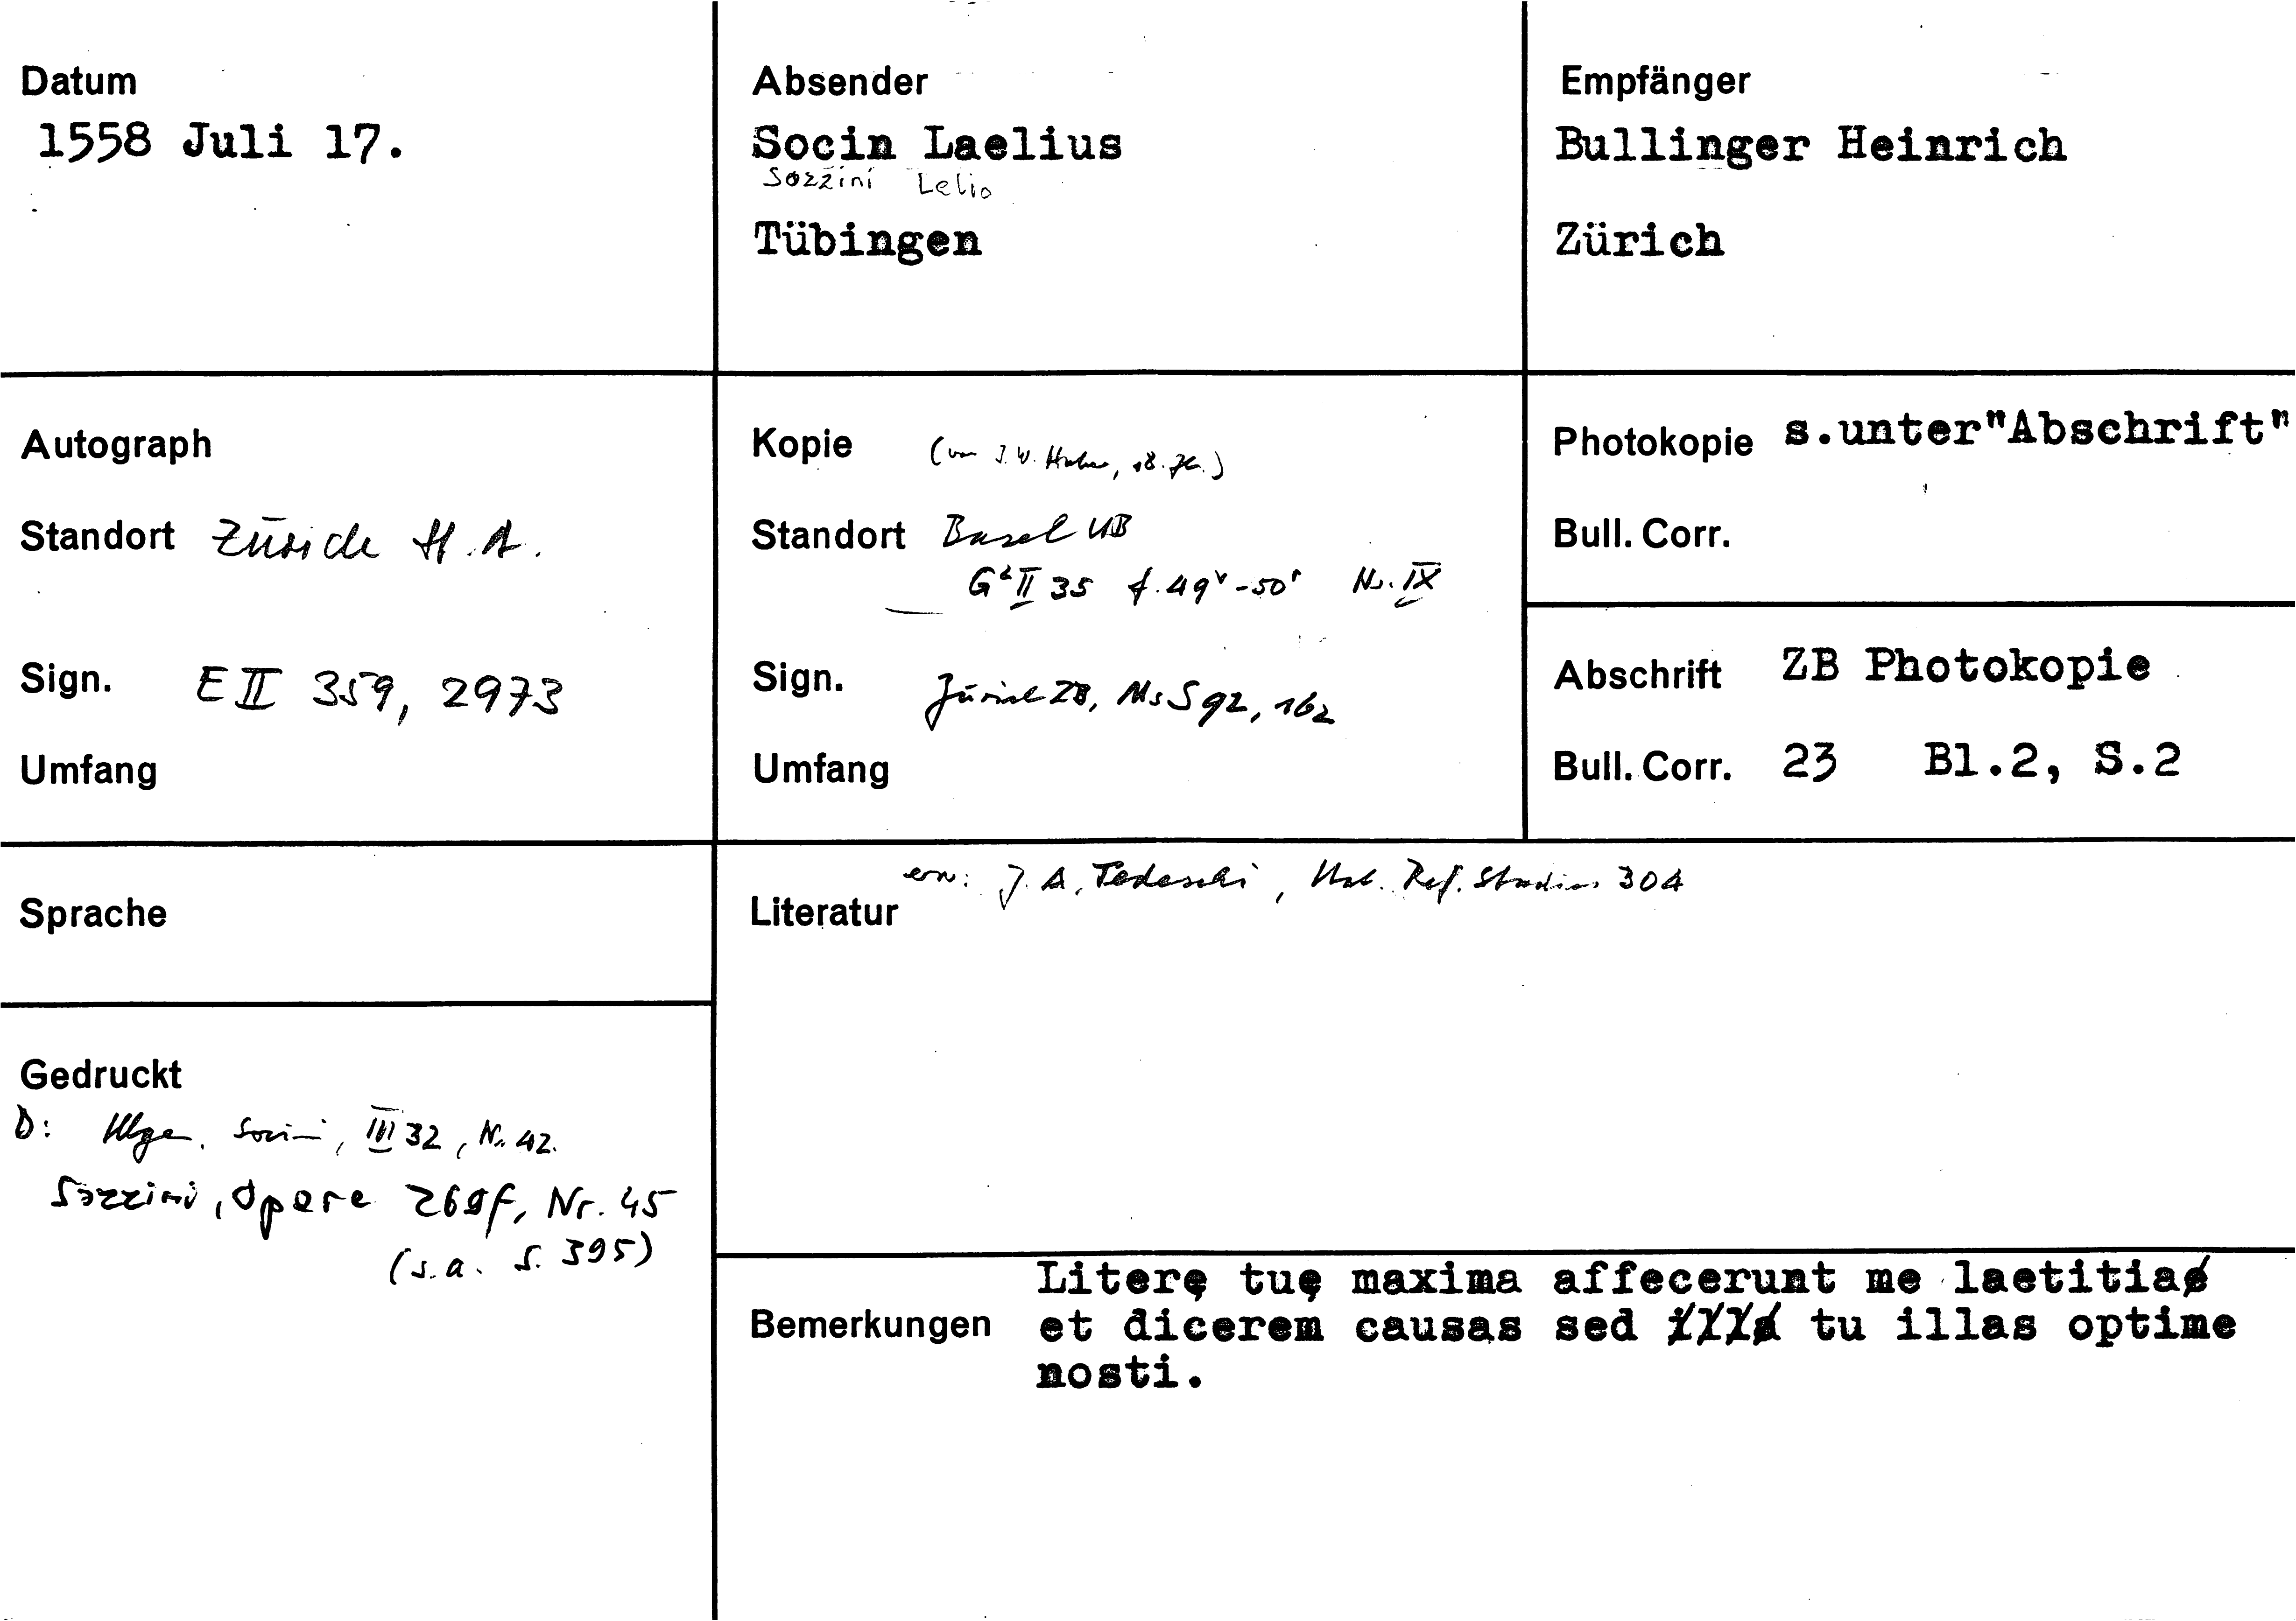 Datum
1558 Juli 17.
Absender
Socin Laelius
Sozzini Lelio
Tübingen
Empfänger
Bullinger Heinrich
Zürich
Autograph
Standort Zürich H. A.
Sign. E II 359, 2973
Umfang
Kopie (von J. W. Huber, 18. Jh.)
Standort Basel UB
G² II 35 f. 49v-50r Nr. IX
Sign. Zürich ZB, Ms S 92, 162
Umfang
Photokopie s.unter"Abschrift"
Bull. Corr.
Abschrift ZB Photokopie
Bull. Corr. 23 Bl.2, S.2
Sprache
Literatur erw: J. A. Tedeschi, Ital. Ref. Studies 304
Gedruckt
D: Illgen. Socini, III 32, Nr. 42.
Sozzini, Opere 269f, Nr. 45
(s.a. S. 395)
Bemerkungen
Literę tuę maxima affecerunt me laetitia
et dicerem causas sed tu illas optime
nosti.